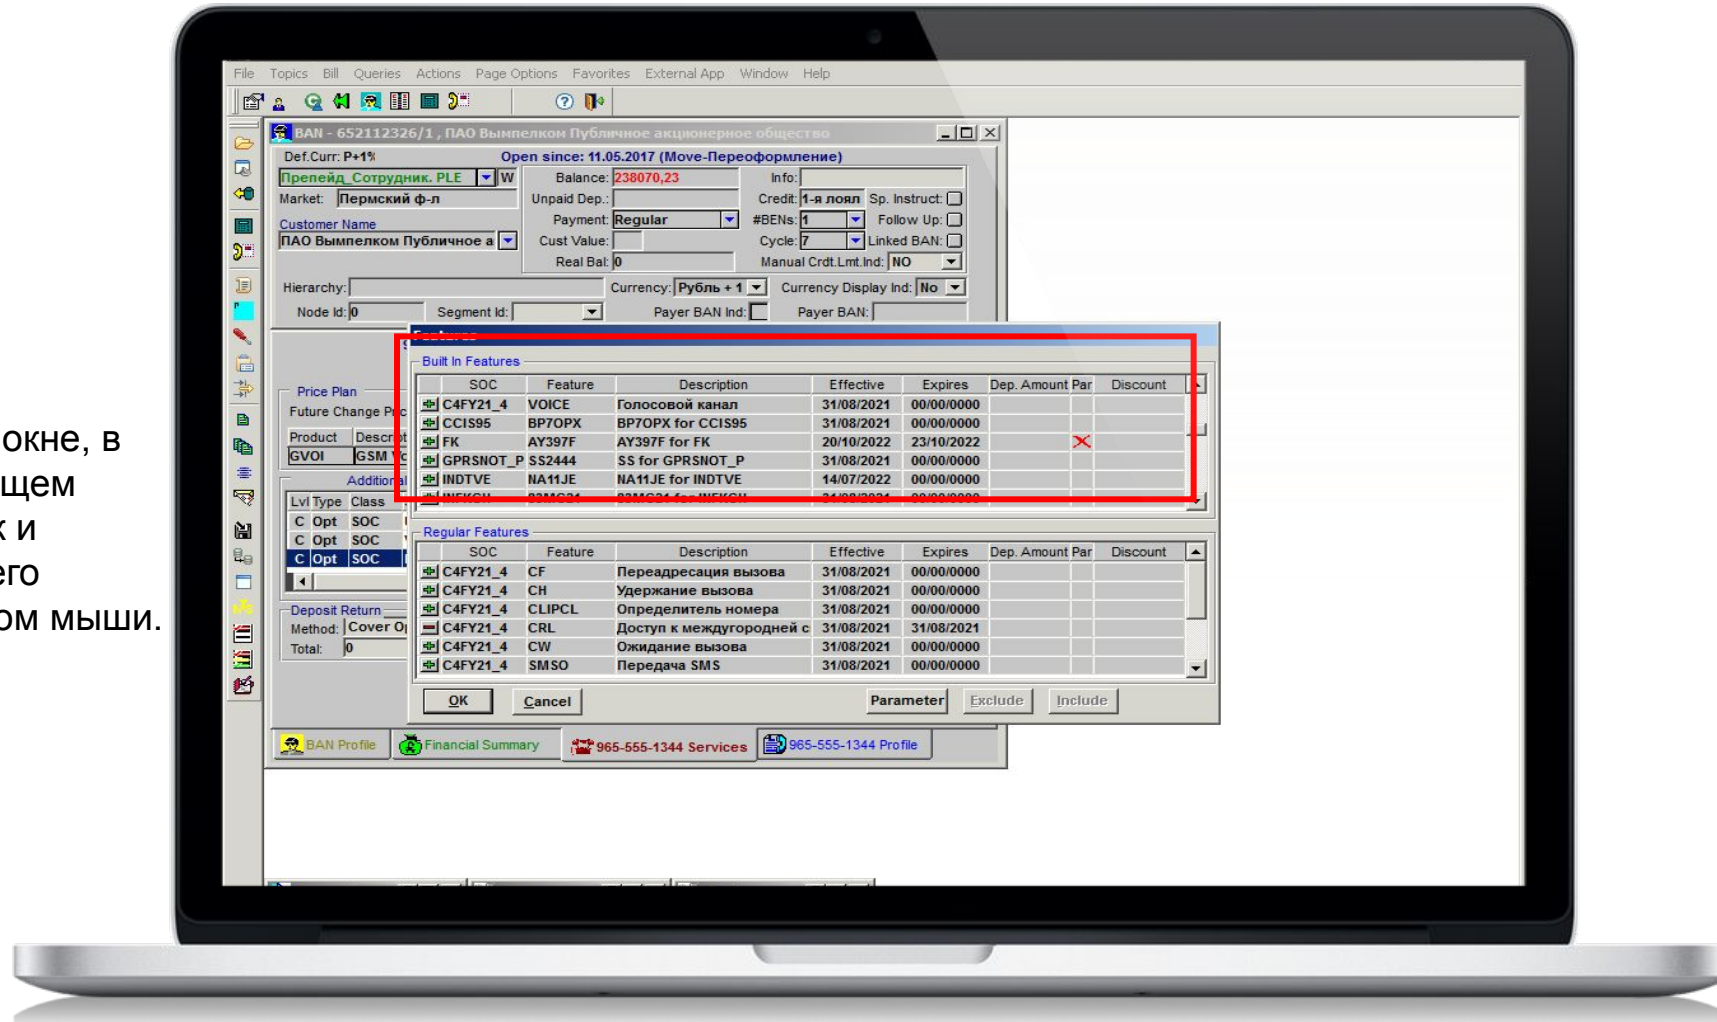 окне, в
щем
к и
его
ом мыши.
File Topics Bill Queries Actions Page Options Favorites External App Window Help
BAN - 652112326/1 , ПАО Вымпелком Публичное акционерное общество
Def.Curr: P+1% Open since: 11.05.2017 (Move-Переоформление)
Препейд_Сотрудник. PLE W Balance: 238070,23 Info:
Market: Пермский ф-л Unpaid Dep.: Credit: 1-я лоял Sp. Instruct:
Customer Name Payment: Regular #BENs: 1 Follow Up:
ПАО Вымпелком Публичное а Cust Value: Cycle: 7 Linked BAN:
Real Bal: 0 Manual Crdt.Lmt.Ind: NO
Hierarchy: Currency: Рубль + 1 Currency Display Ind: No
Node Id: 0 Segment Id: Payer BAN Ind: Payer BAN:
Features
Built In Features
SOC Feature Description Effective Expires Dep. Amount Par Discount
C4FY21_4 VOICE Голосовой канал 31/08/2021 00/00/0000
CCIS95 BP7OPX BP7OPX for CCIS95 31/08/2021 00/00/0000
FK AY397F AY397F for FK 20/10/2022 23/10/2022
GPRSNOT_P SS2444 SS for GPRSNOT_P 31/08/2021 00/00/0000
INDTVE NA11JE NA11JE for INDTVE 14/07/2022 00/00/0000
Regular Features
SOC Feature Description Effective Expires Dep. Amount Par Discount
C4FY21_4 CF Переадресация вызова 31/08/2021 00/00/0000
C4FY21_4 CH Удержание вызова 31/08/2021 00/00/0000
C4FY21_4 CLIPCL Определитель номера 31/08/2021 00/00/0000
C4FY21_4 CRL Доступ к междугородней с 31/08/2021 31/08/2021
C4FY21_4 CW Ожидание вызова 31/08/2021 00/00/0000
C4FY21_4 SMSO Передача SMS 31/08/2021 00/00/0000
OK Cancel Parameter Exclude Include
Price Plan
Future Change Pric
Product Descript
GVOI GSM Vo
Additional
Lvl Type Class
C Opt SOC
C Opt SOC
C Opt SOC
Deposit Return
Method: Cover Op
Total: 0
BAN Profile Financial Summary 965-555-1344 Services 965-555-1344 Profile